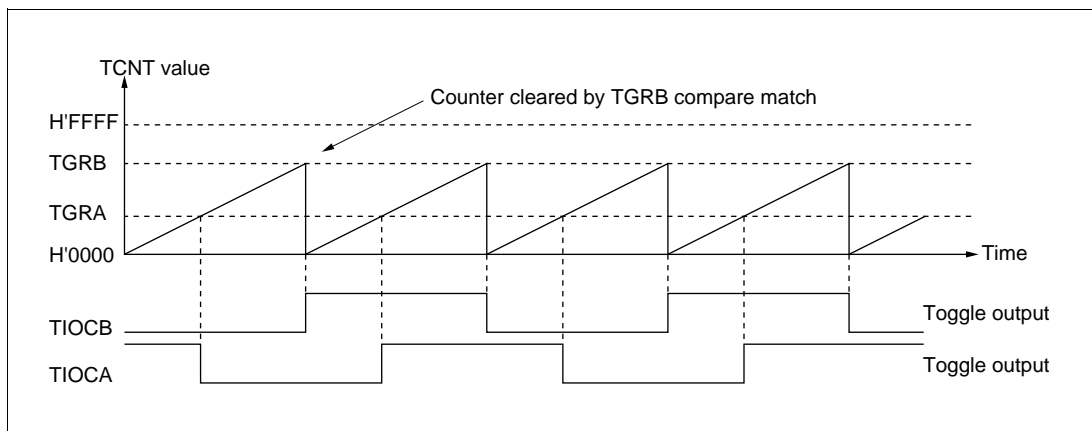 TCNT value
Counter cleared by TGRB compare match
H'FFFF
TGRB
TGRA
H'0000
Time
TIOCB
Toggle output
TIOCA
Toggle output